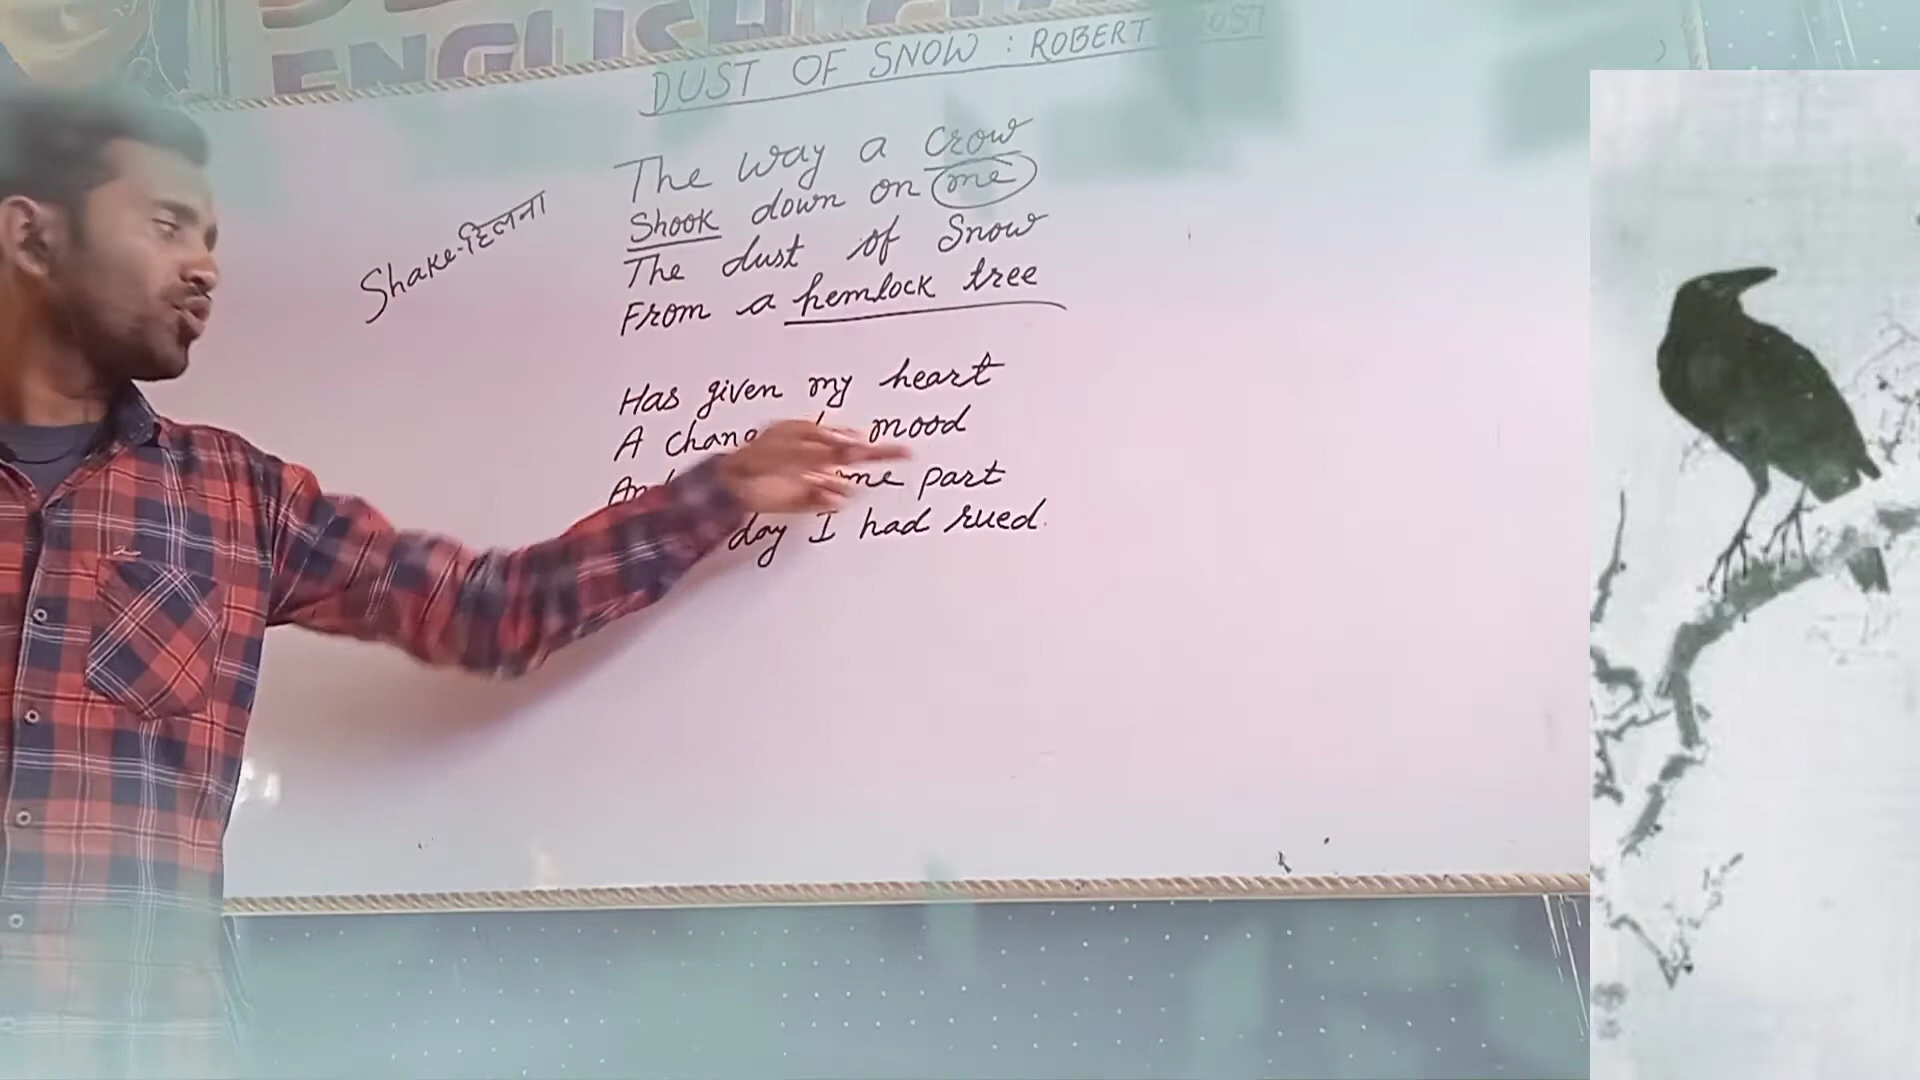 ENGLISH
DUST OF SNOW : ROBERT
The way a crow
Shook down on me
The dust of Snow
From a hemlock tree
Shake-हिलना
Has given my heart
A mood
part
day I had rued.